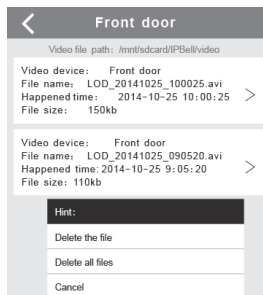 Front door
Video file path: /mnt/sdcard/IPBell/video
Video device: Front door
File name: LOD_20141025_100025.avi
Happened time: 2014-10-25 10:00:25
File size: 150kb
Video device: Front door
File name: LOD_20141025_090520.avi
Happened time: 2014-10-25 9:05:20
File size: 110kb
Hint:
Delete the file
Delete all files
Cancel